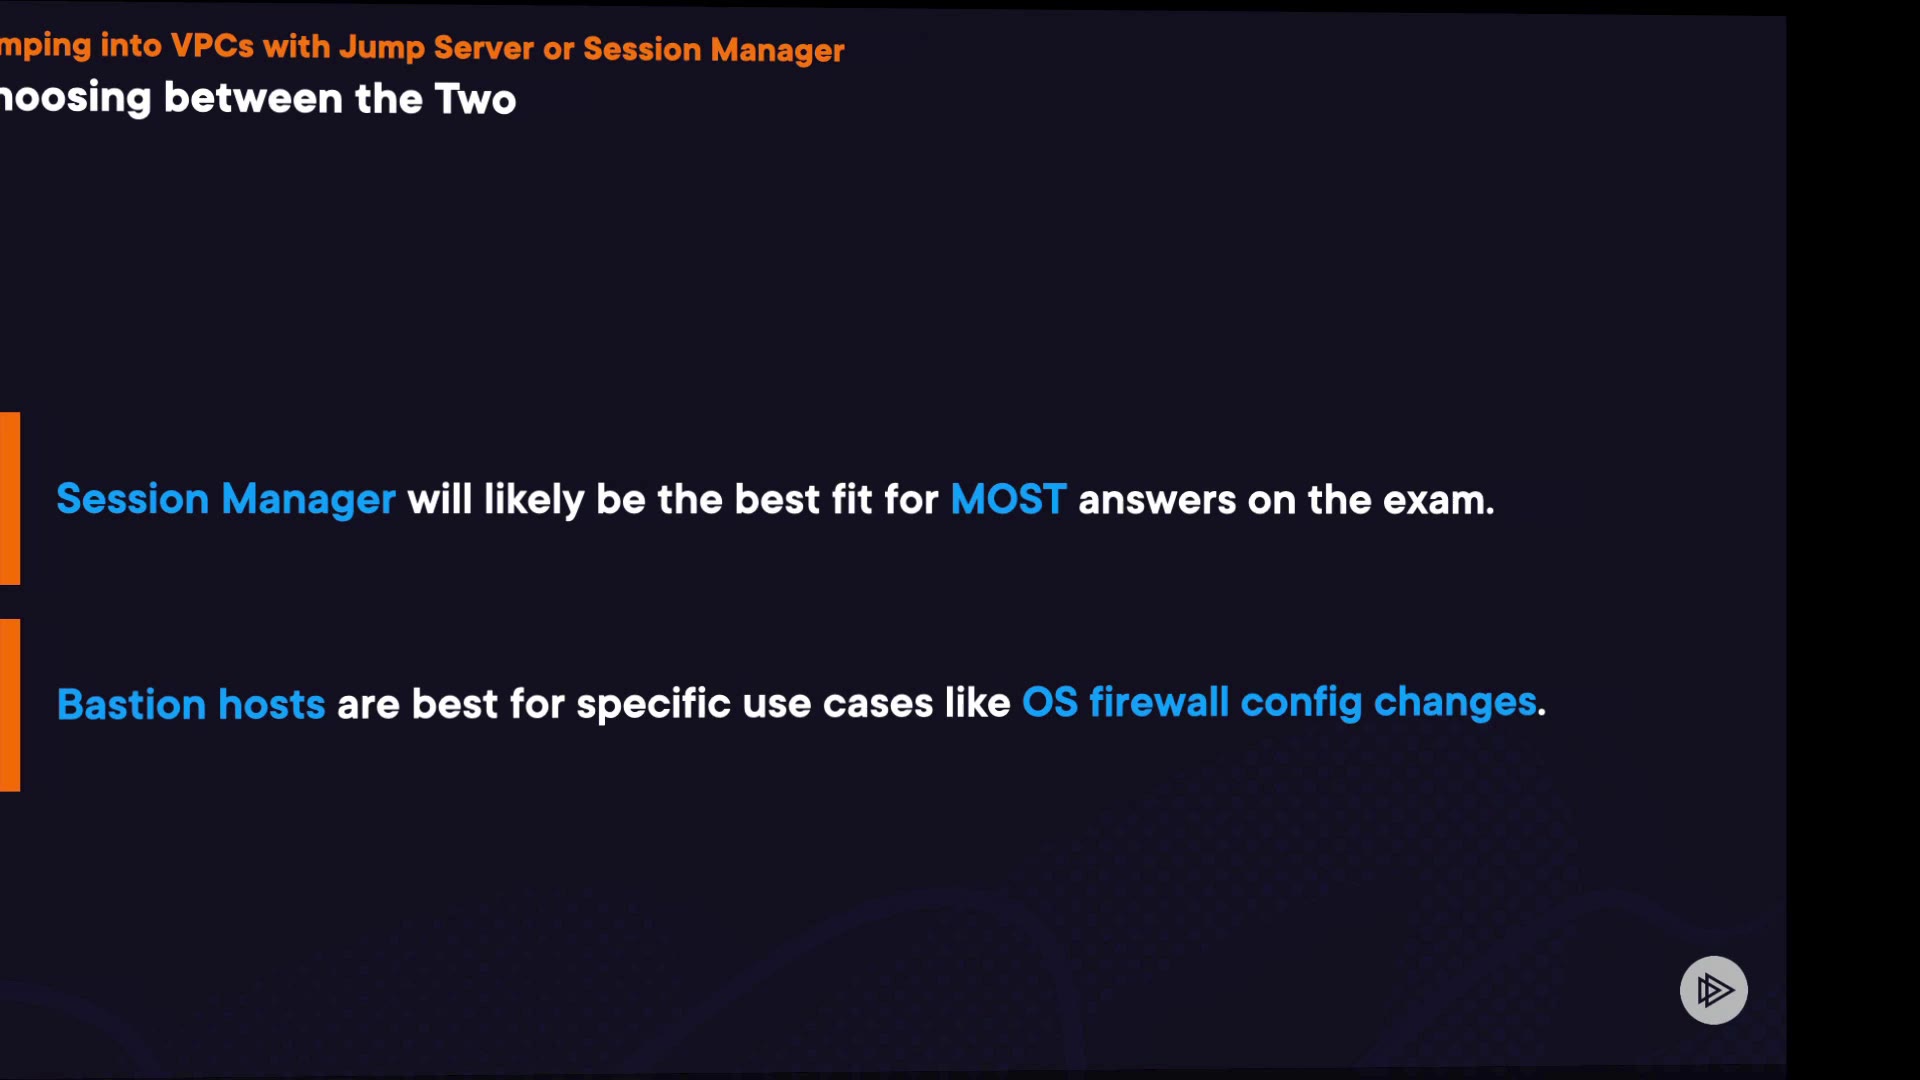 mping into VPCs with Jump Server or Session Manager
hoosing between the Two
Session Manager will likely be the best fit for MOST answers on the exam.
Bastion hosts are best for specific use cases like OS firewall config changes.